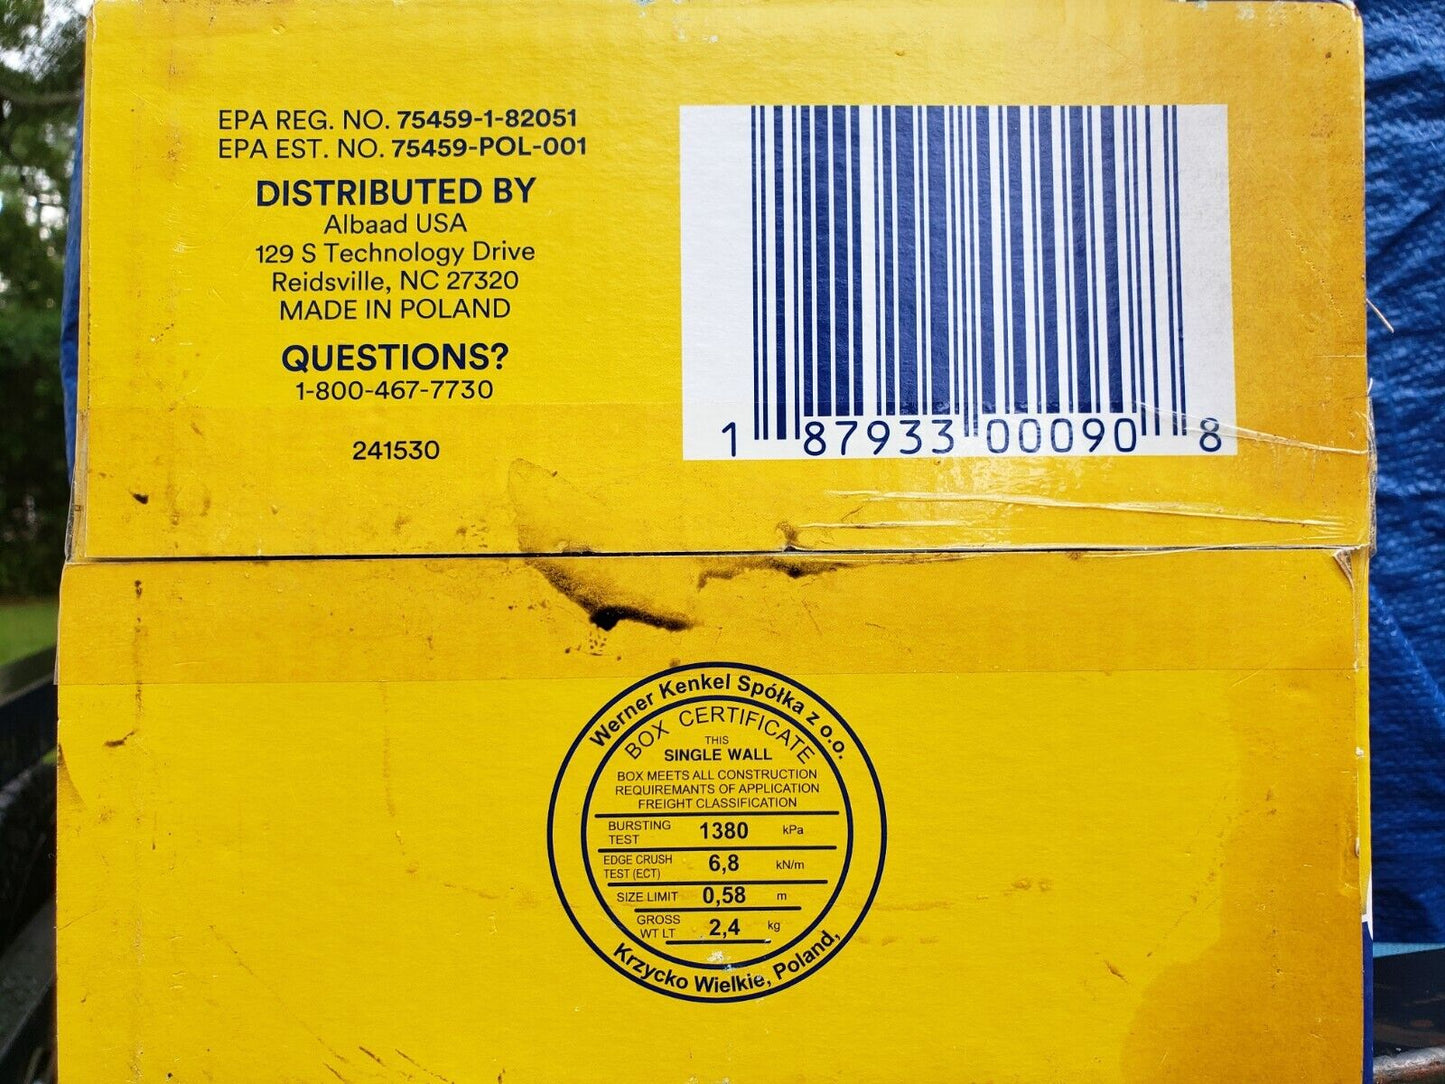 EPA REG. NO. 75459-1-82051
EPA EST. NO. 75459-POL-001
DISTRIBUTED BY
Albaad USA
129 S Technology Drive
Reidsville, NC 27320
MADE IN POLAND
QUESTIONS?
1-800-467-7730
241530
1 87933 00090 8
Werner Kenkel Spółka z o.o.
BOX CERTIFICATE
THIS
SINGLE WALL
BOX MEETS ALL CONSTRUCTION
REQUIREMANTS OF APPLICATION
FREIGHT CLASSIFICATION
BURSTING TEST 1380 kPa
EDGE CRUSH TEST (ECT) 6,8 kN/m
SIZE LIMIT 0,58 m
GROSS WT LT 2,4 kg
Krzycko Wielkie, Poland,